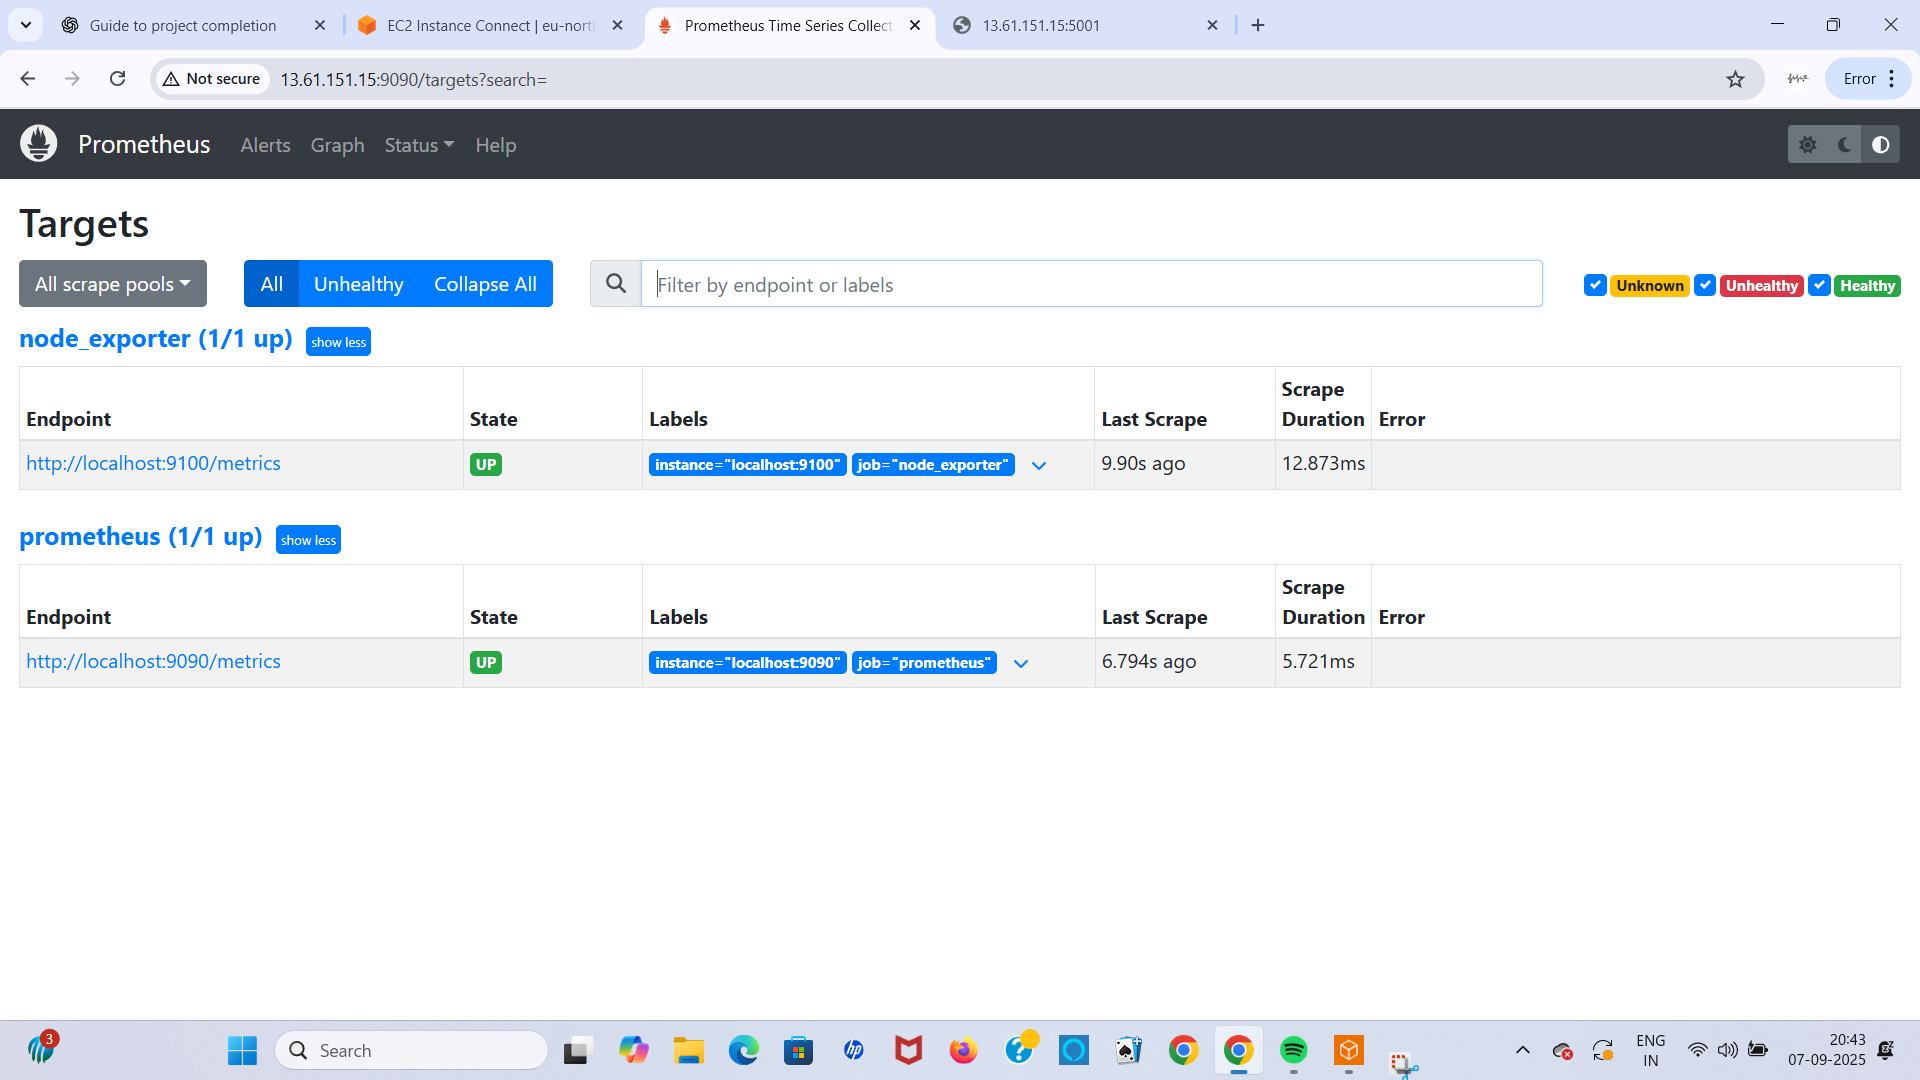 Guide to project completion
EC2 Instance Connect | eu-nort
Prometheus Time Series Collect
13.61.151.15:5001
Not secure
13.61.151.15:9090/targets?search=
Error
Prometheus Alerts Graph Status Help
Targets
All scrape pools
All Unhealthy Collapse All
Filter by endpoint or labels
Unknown Unhealthy Healthy
node_exporter (1/1 up) show less
Endpoint State Labels Last Scrape Scrape Duration Error
http://localhost:9100/metrics UP instance="localhost:9100" job="node_exporter" 9.90s ago 12.873ms
prometheus (1/1 up) show less
Endpoint State Labels Last Scrape Scrape Duration Error
http://localhost:9090/metrics UP instance="localhost:9090" job="prometheus" 6.794s ago 5.721ms
3
Search
hp
ENG
IN
20:43
07-09-2025